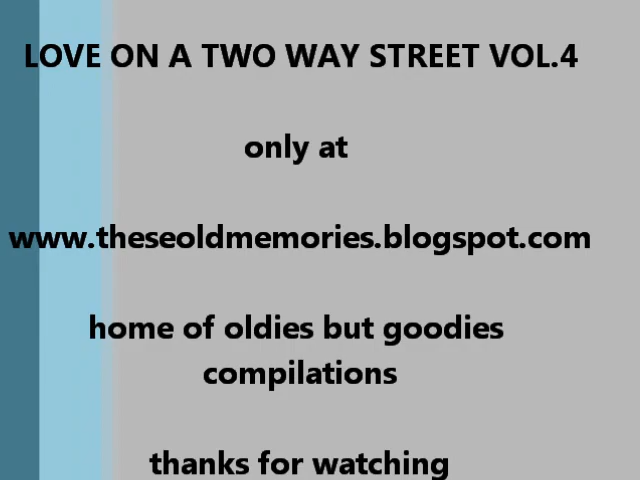 LOVE ON A TWO WAY STREET VOL.4
only at
www.theseoldmemories.blogspot.com
home of oldies but goodies
compilations
thanks for watching